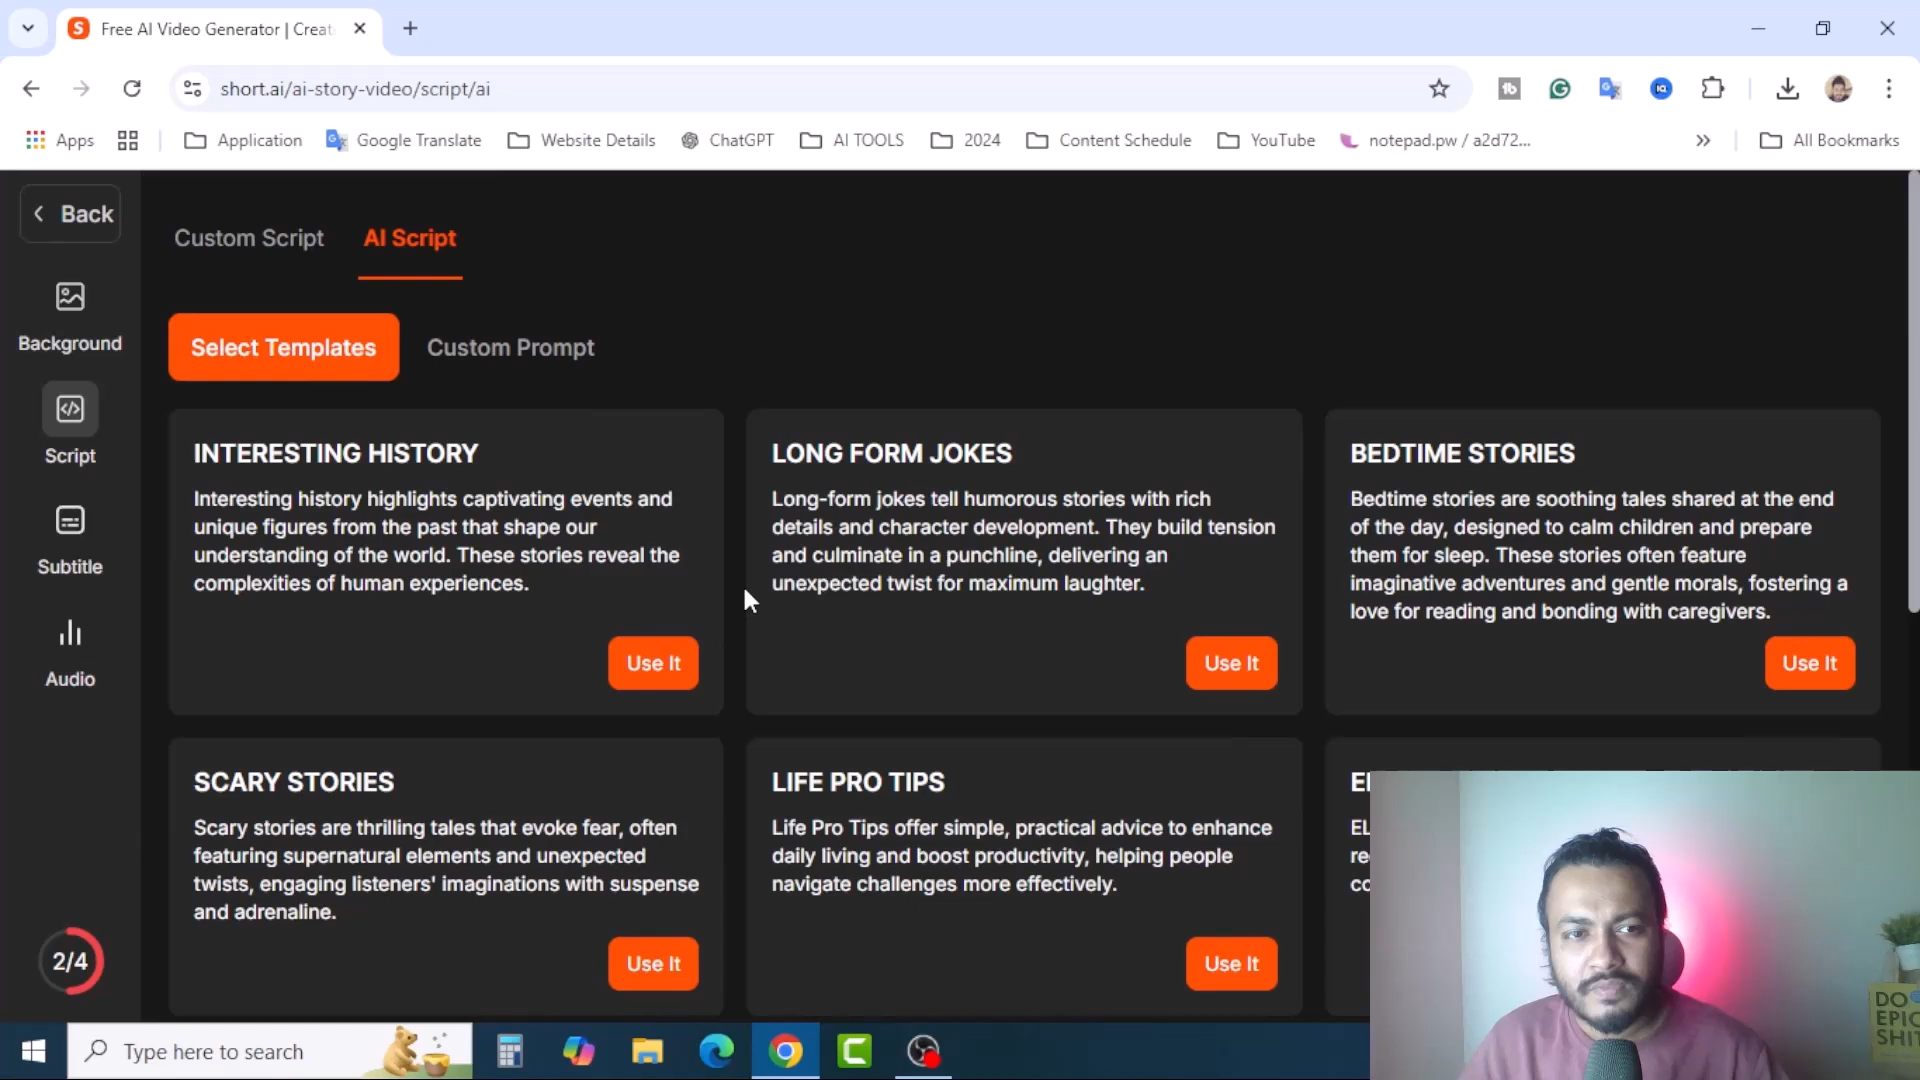 Free AI Video Generator | Creat
short.ai/ai-story-video/script/ai
Apps
Application
Google Translate
Website Details
ChatGPT
AI TOOLS
2024
Content Schedule
YouTube
notepad.pw / a2d72...
All Bookmarks
Back
Custom Script
AI Script
Background
Select Templates
Custom Prompt
Script
Subtitle
Audio
2/4
INTERESTING HISTORY
Interesting history highlights captivating events and
unique figures from the past that shape our
understanding of the world. These stories reveal the
complexities of human experiences.
Use It
LONG FORM JOKES
Long-form jokes tell humorous stories with rich
details and character development. They build tension
and culminate in a punchline, delivering an
unexpected twist for maximum laughter.
Use It
BEDTIME STORIES
Bedtime stories are soothing tales shared at the end
of the day, designed to calm children and prepare
them for sleep. These stories often feature
imaginative adventures and gentle morals, fostering a
love for reading and bonding with caregivers.
Use It
SCARY STORIES
Scary stories are thrilling tales that evoke fear, often
featuring supernatural elements and unexpected
twists, engaging listeners' imaginations with suspense
and adrenaline.
Use It
LIFE PRO TIPS
Life Pro Tips offer simple, practical advice to enhance
daily living and boost productivity, helping people
navigate challenges more effectively.
Use It
DO
EPIC
SHIT
Type here to search